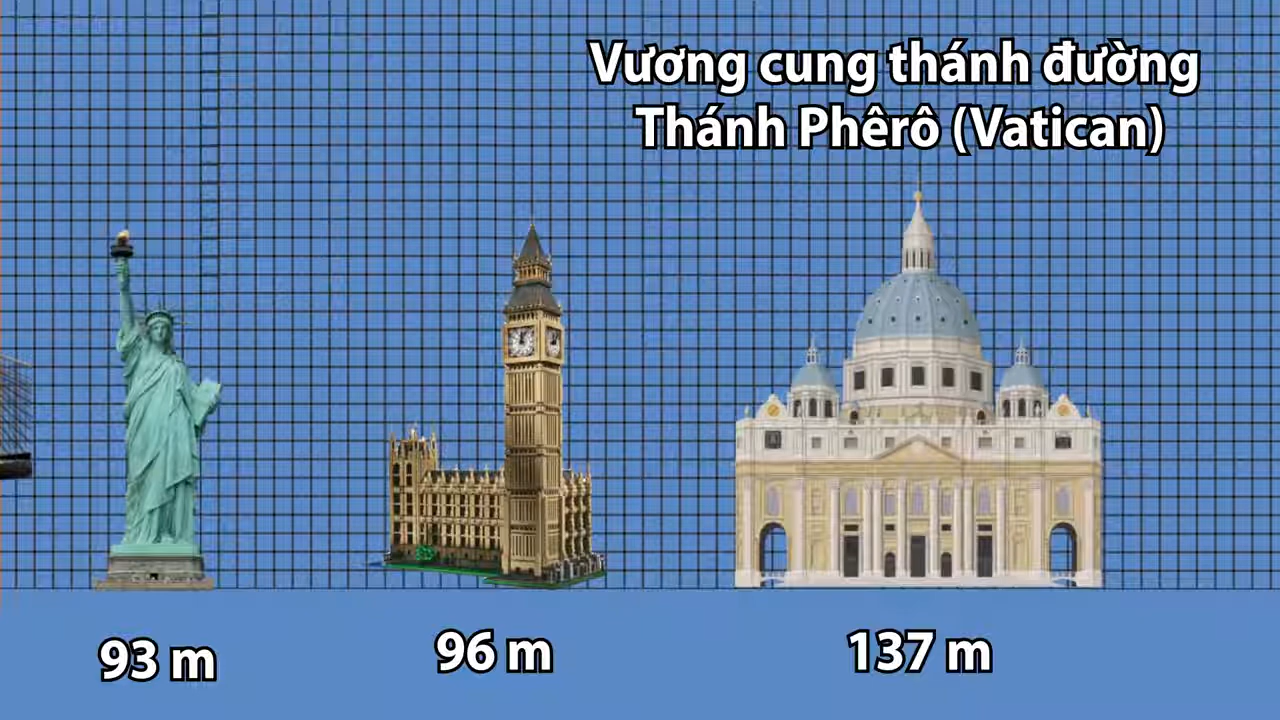 Vương cung thánh đường
Thánh Phêrô (Vatican)
93 m
96 m
137 m